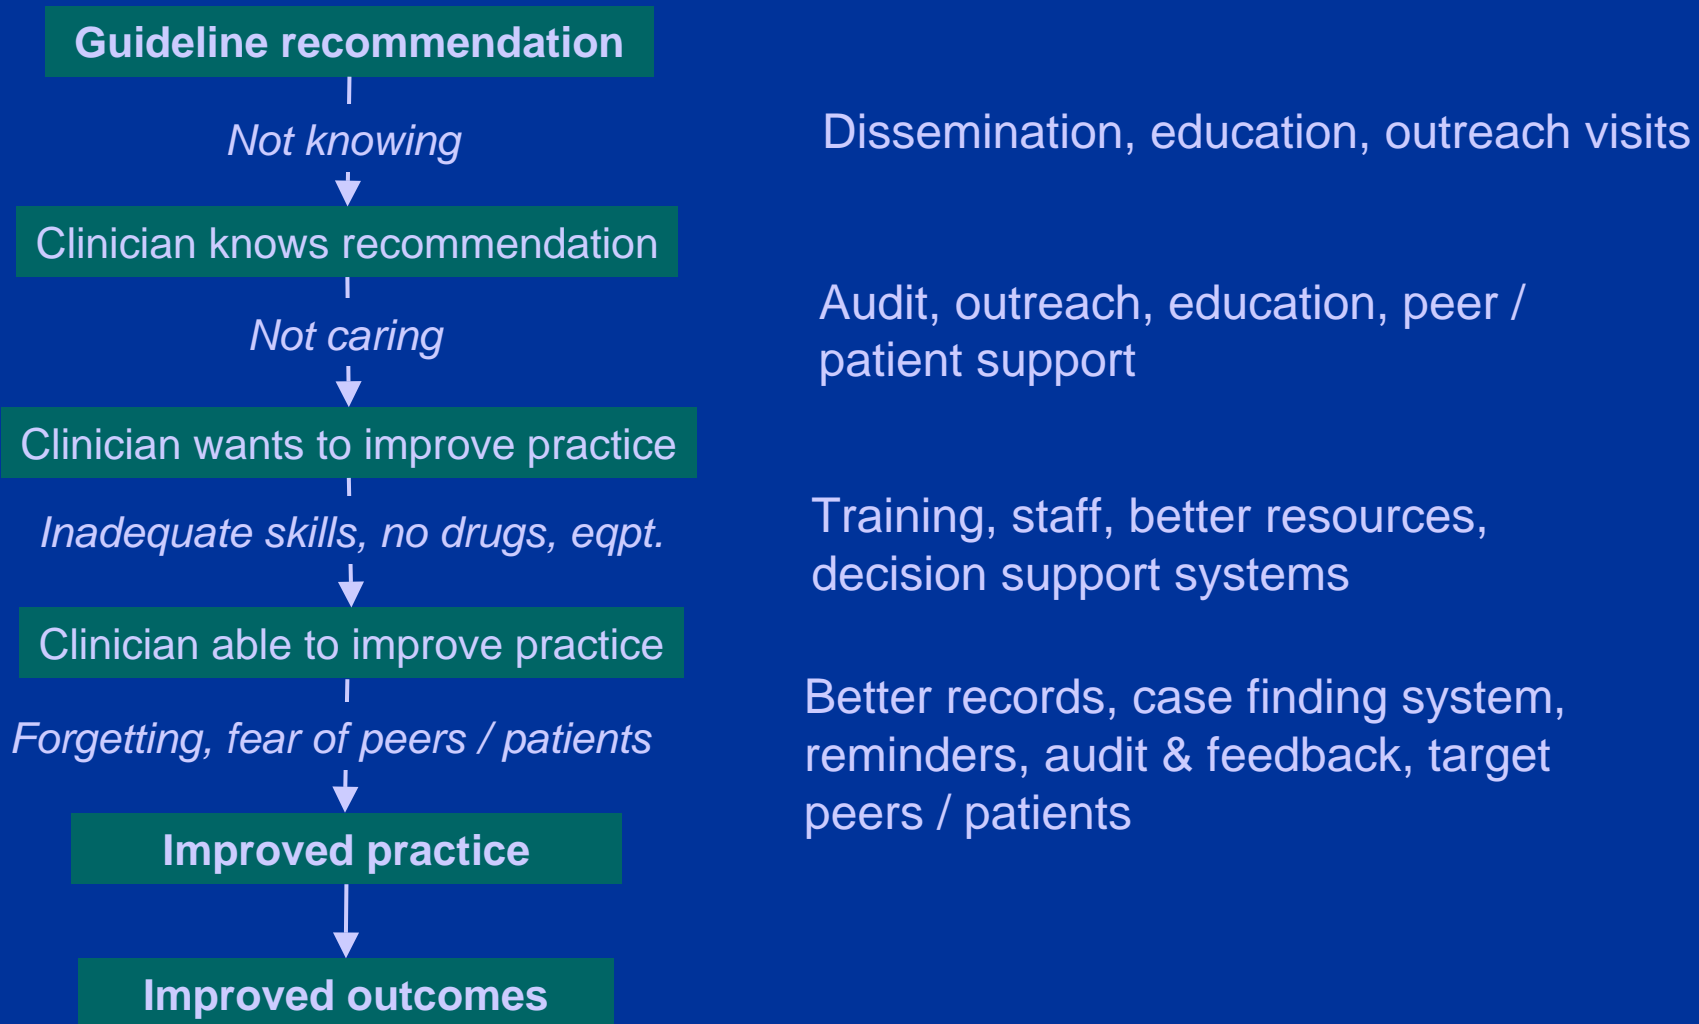 Guideline recommendation
Not knowing
Dissemination, education, outreach visits
Clinician knows recommendation
Not caring
Audit, outreach, education, peer /
patient support
Clinician wants to improve practice
Inadequate skills, no drugs, eqpt.
Training, staff, better resources,
decision support systems
Clinician able to improve practice
Forgetting, fear of peers / patients
Better records, case finding system,
reminders, audit & feedback, target
peers / patients
Improved practice
Improved outcomes